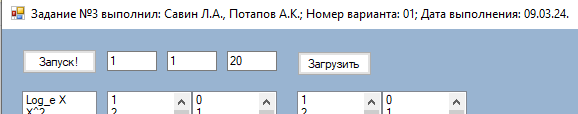 Задание №3 выполнил: Савин Л.А., Потапов А.К.; Номер варианта: 01; Дата выполнения: 09.03.24.
Запуск! 1 1 20 Загрузить
Log_e X 1 0 1 0
X^2 2 1 2 1